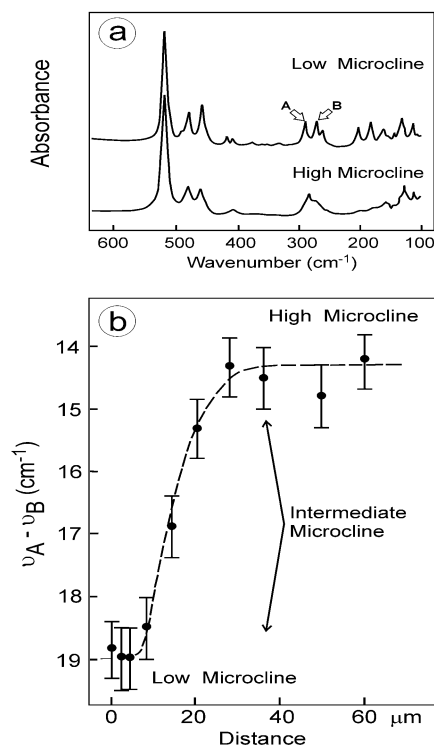 a
Absorbance
Low Microcline
A
B
High Microcline
600
500
400
300
200
100
Wavenumber (cm⁻¹)
b
High Microcline
14
15
16
17
18
19
υA - υB (cm⁻¹)
Intermediate
Microcline
Low Microcline
0
20
40
60
μm
Distance